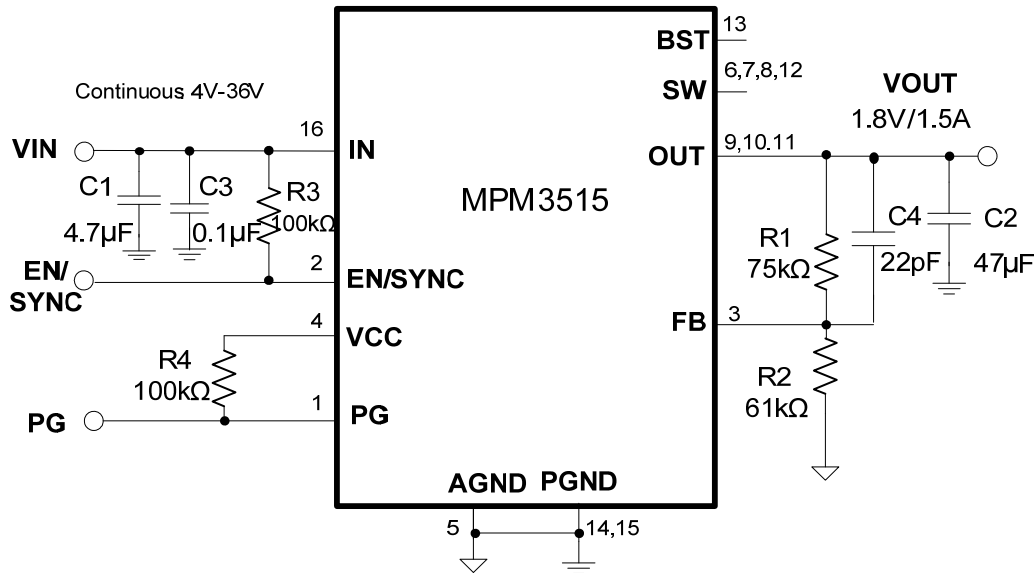 13
BST
6,7,8,12
Continuous 4V-36V
SW
VOUT
1.8V/1.5A
16
9,10.11
VIN
IN
OUT
C1
C3
R3
MPM3515
C4
C2
4.7µF
0.1µF
100kΩ
R1
75kΩ
22pF
47µF
EN/
SYNC
2
EN/SYNC
4
VCC
FB
3
R4
100kΩ
R2
61kΩ
PG
1
PG
AGND
PGND
5
14,15